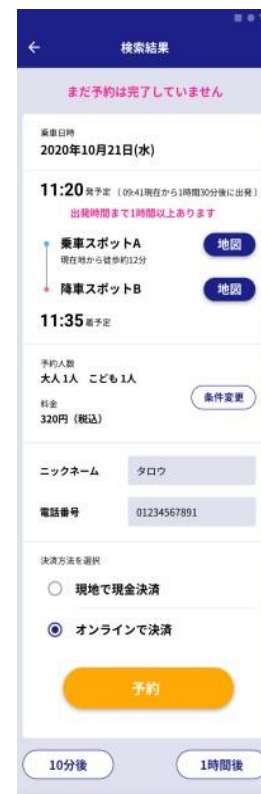 検索結果
まだ予約は完了していません
乗車日時
2020年10月21日(水)
11:20 発予定 ( 09:41現在から1時間30分後に出発 )
出発時間まで1時間以上あります
乗車スポットA 地図
現在地から徒歩約12分
降車スポットB 地図
11:35 着予定
予約人数
大人1人 こども1人
条件変更
料金
320円（税込）
ニックネーム タロウ
電話番号 01234567891
決済方法を選択
現地で現金決済
オンラインで決済
予約
10分後 1時間後